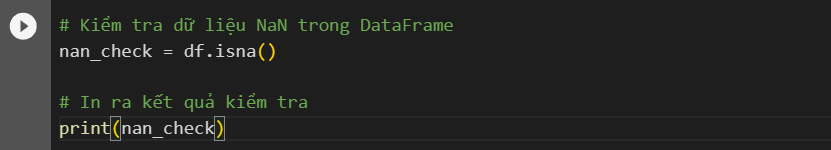 # Kiểm tra dữ liệu NaN trong DataFrame
nan_check = df.isna()
# In ra kết quả kiểm tra
print(nan_check)